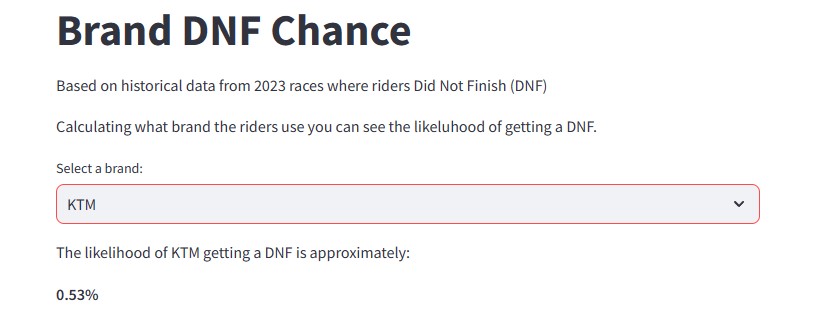 Brand DNF Chance
Based on historical data from 2023 races where riders Did Not Finish (DNF)
Calculating what brand the riders use you can see the likeluhood of getting a DNF.
Select a brand:
KTM
The likelihood of KTM getting a DNF is approximately:
0.53%